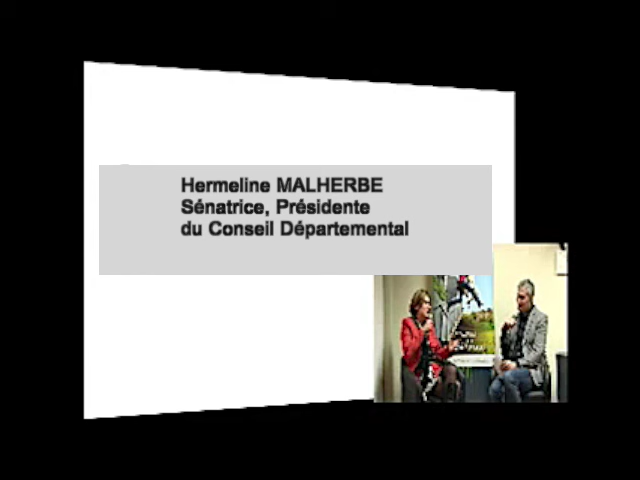 Hermeline MALHERBE
Sénatrice, Présidente
du Conseil Départemental